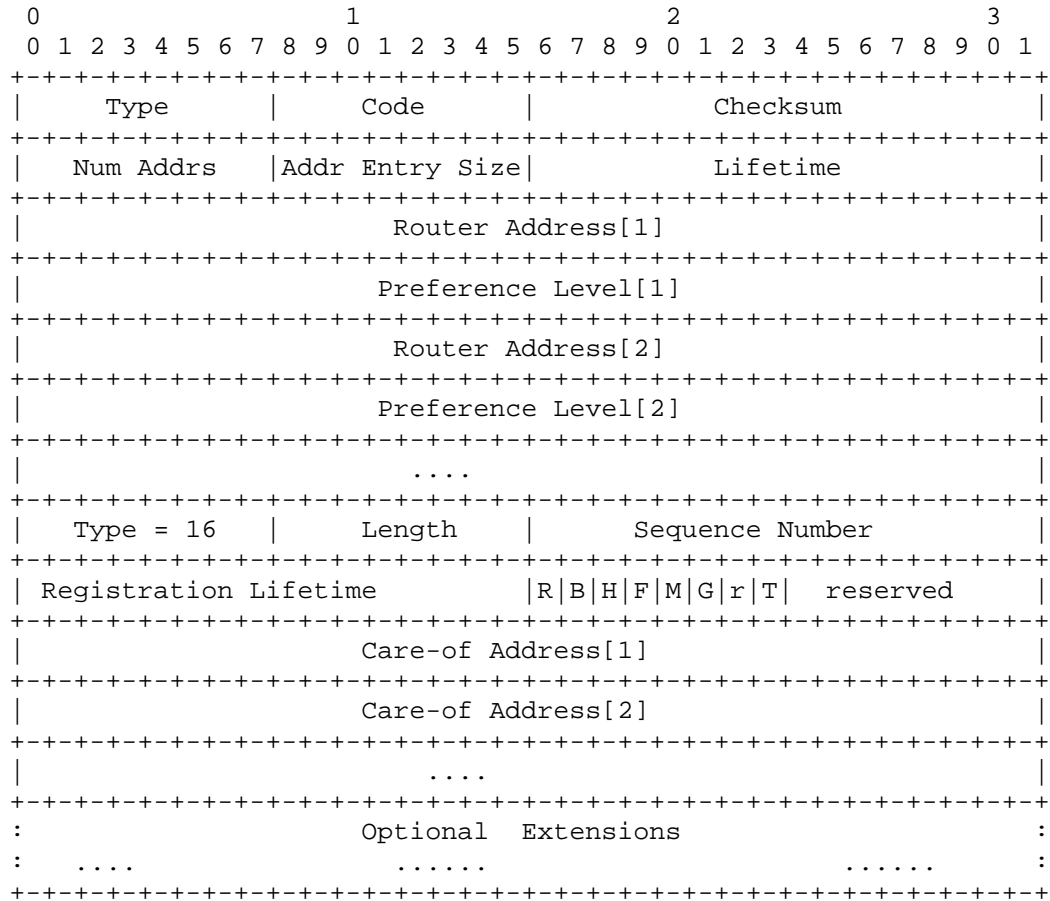 0                   1                   2                   3
 0 1 2 3 4 5 6 7 8 9 0 1 2 3 4 5 6 7 8 9 0 1 2 3 4 5 6 7 8 9 0 1
+-+-+-+-+-+-+-+-+-+-+-+-+-+-+-+-+-+-+-+-+-+-+-+-+-+-+-+-+-+-+-+-+
|     Type      |     Code      |           Checksum            |
+-+-+-+-+-+-+-+-+-+-+-+-+-+-+-+-+-+-+-+-+-+-+-+-+-+-+-+-+-+-+-+-+
|   Num Addrs   |Addr Entry Size|           Lifetime            |
+-+-+-+-+-+-+-+-+-+-+-+-+-+-+-+-+-+-+-+-+-+-+-+-+-+-+-+-+-+-+-+-+
|                       Router Address[1]                       |
+-+-+-+-+-+-+-+-+-+-+-+-+-+-+-+-+-+-+-+-+-+-+-+-+-+-+-+-+-+-+-+-+
|                      Preference Level[1]                      |
+-+-+-+-+-+-+-+-+-+-+-+-+-+-+-+-+-+-+-+-+-+-+-+-+-+-+-+-+-+-+-+-+
|                       Router Address[2]                       |
+-+-+-+-+-+-+-+-+-+-+-+-+-+-+-+-+-+-+-+-+-+-+-+-+-+-+-+-+-+-+-+-+
|                      Preference Level[2]                      |
+-+-+-+-+-+-+-+-+-+-+-+-+-+-+-+-+-+-+-+-+-+-+-+-+-+-+-+-+-+-+-+-+
|                        ....                                   |
+-+-+-+-+-+-+-+-+-+-+-+-+-+-+-+-+-+-+-+-+-+-+-+-+-+-+-+-+-+-+-+-+
|   Type = 16   |     Length    |      Sequence Number          |
+-+-+-+-+-+-+-+-+-+-+-+-+-+-+-+-+-+-+-+-+-+-+-+-+-+-+-+-+-+-+-+-+
| Registration Lifetime         |R|B|H|F|M|G|r|T|  reserved     |
+-+-+-+-+-+-+-+-+-+-+-+-+-+-+-+-+-+-+-+-+-+-+-+-+-+-+-+-+-+-+-+-+
|                     Care-of Address[1]                        |
+-+-+-+-+-+-+-+-+-+-+-+-+-+-+-+-+-+-+-+-+-+-+-+-+-+-+-+-+-+-+-+-+
|                     Care-of Address[2]                        |
+-+-+-+-+-+-+-+-+-+-+-+-+-+-+-+-+-+-+-+-+-+-+-+-+-+-+-+-+-+-+-+-+
|                         ....                                  |
+-+-+-+-+-+-+-+-+-+-+-+-+-+-+-+-+-+-+-+-+-+-+-+-+-+-+-+-+-+-+-+-+
:                     Optional  Extensions                      :
:   ....                ......                      ......      :
+-+-+-+-+-+-+-+-+-+-+-+-+-+-+-+-+-+-+-+-+-+-+-+-+-+-+-+-+-+-+-+-+